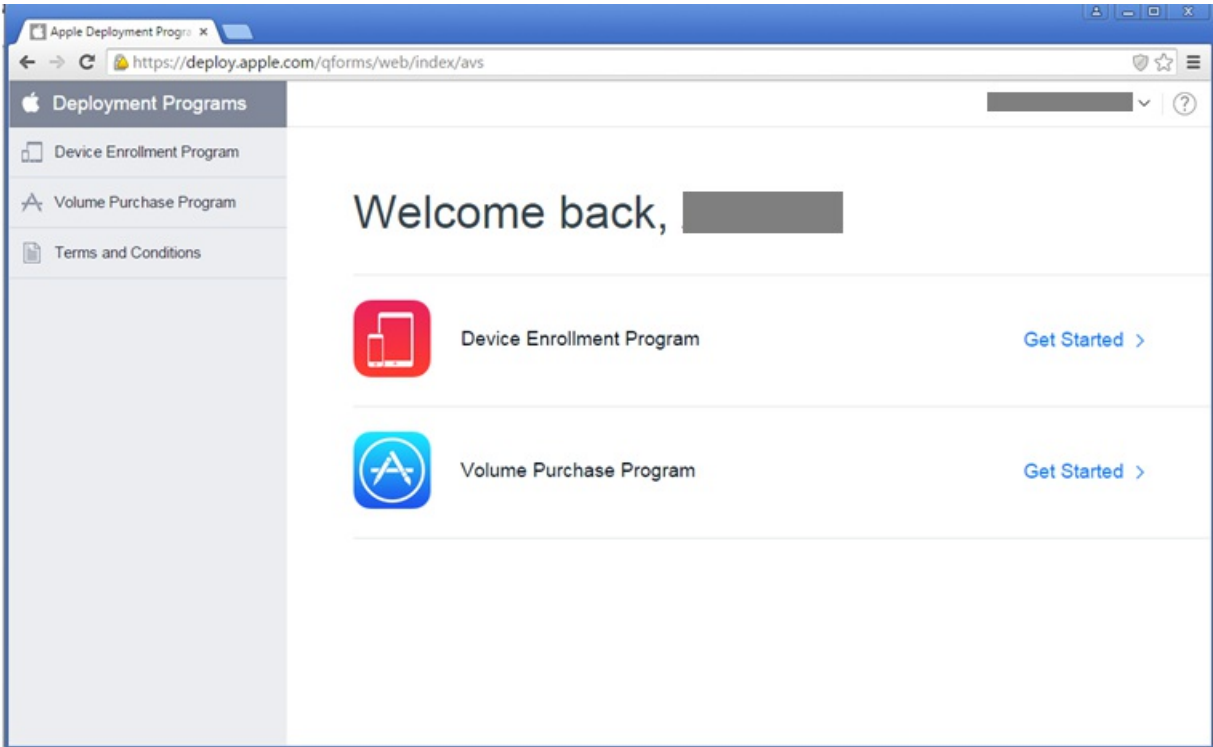 Apple Deployment Progra
https://deploy.apple.com/qforms/web/index/avs
Deployment Programs
Device Enrollment Program
Volume Purchase Program
Terms and Conditions
Welcome back,
Device Enrollment Program Get Started >
Volume Purchase Program Get Started >